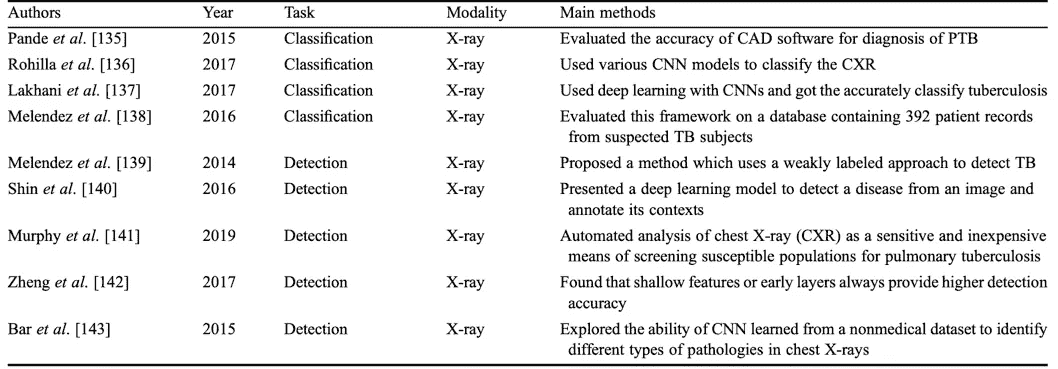 Authors Year Task Modality Main methods
Pande et al. [135] 2015 Classification X-ray Evaluated the accuracy of CAD software for diagnosis of PTB
Rohilla et al. [136] 2017 Classification X-ray Used various CNN models to classify the CXR
Lakhani et al. [137] 2017 Classification X-ray Used deep learning with CNNs and got the accurately classify tuberculosis
Melendez et al. [138] 2016 Classification X-ray Evaluated this framework on a database containing 392 patient records
from suspected TB subjects
Melendez et al. [139] 2014 Detection X-ray Proposed a method which uses a weakly labeled approach to detect TB
Shin et al. [140] 2016 Detection X-ray Presented a deep learning model to detect a disease from an image and
annotate its contexts
Murphy et al. [141] 2019 Detection X-ray Automated analysis of chest X-ray (CXR) as a sensitive and inexpensive
means of screening susceptible populations for pulmonary tuberculosis
Zheng et al. [142] 2017 Detection X-ray Found that shallow features or early layers always provide higher detection
accuracy
Bar et al. [143] 2015 Detection X-ray Explored the ability of CNN learned from a nonmedical dataset to identify
different types of pathologies in chest X-rays